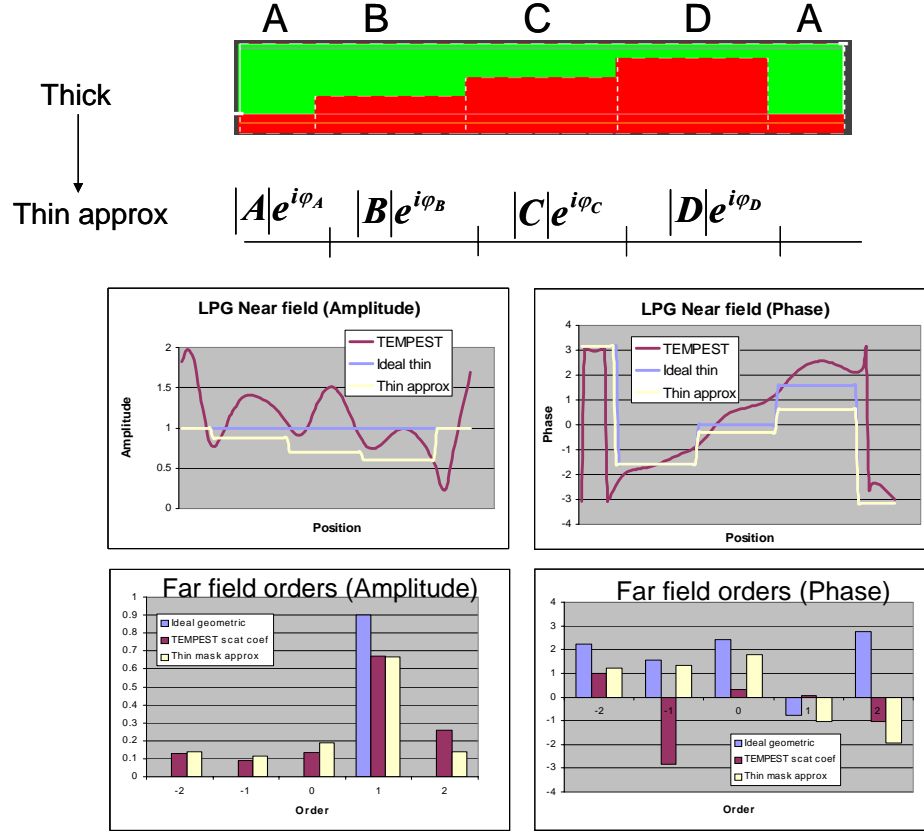 A B C D A
Thick
Thin approx
|A|e^{iφ_A} |B|e^{iφ_B} |C|e^{iφ_C} |D|e^{iφ_D}
LPG Near field (Amplitude)
TEMPEST
Ideal thin
Thin approx
2
1.5
1
0.5
0
Amplitude
Position
LPG Near field (Phase)
TEMPEST
Ideal thin
Thin approx
4
3
2
1
0
-1
-2
-3
-4
Phase
Position
Far field orders (Amplitude)
Ideal geometric
TEMPEST scat coef
Thin mask approx
1
0.9
0.8
0.7
0.6
0.5
0.4
0.3
0.2
0.1
0
-2 -1 0 1 2
Order
Far field orders (Phase)
4
3
2
1
0
-1
-2
-3
-4
-2 -1 0 1 2
Ideal geometric
TEMPEST scat coef
Thin mask approx
Order